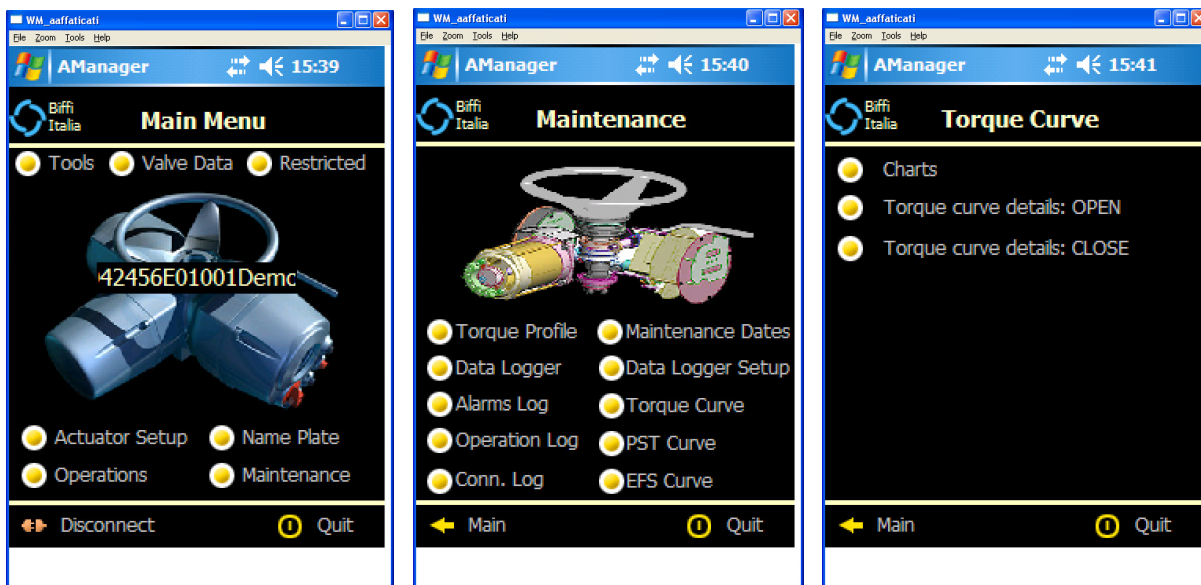 WM_aaffaticati
File Zoom Tools Help
AManager 15:39
Biffi
Italia
Main Menu
Tools Valve Data Restricted
42456E01001Demo
Actuator Setup Name Plate
Operations Maintenance
Disconnect Quit
WM_aaffaticati
File Zoom Tools Help
AManager 15:40
Biffi
Italia
Maintenance
Torque Profile Maintenance Dates
Data Logger Data Logger Setup
Alarms Log Torque Curve
Operation Log PST Curve
Conn. Log EFS Curve
Main Quit
WM_aaffaticati
File Zoom Tools Help
AManager 15:41
Biffi
Italia
Torque Curve
Charts
Torque curve details: OPEN
Torque curve details: CLOSE
Main Quit